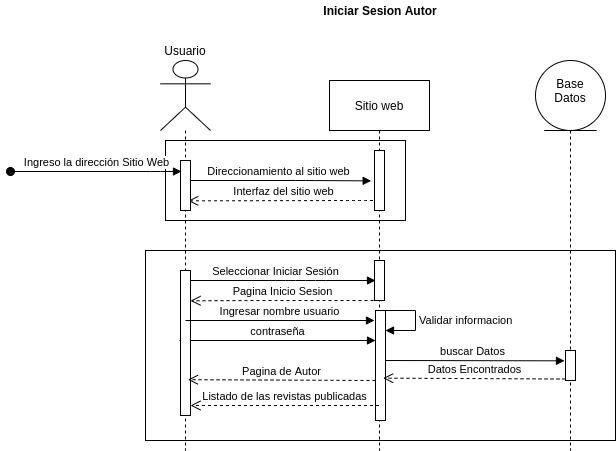 Iniciar Sesion Autor
Usuario
Sitio web
Base
Datos
Ingreso la dirección Sitio Web
Direccionamiento al sitio web
Interfaz del sitio web
Seleccionar Iniciar Sesión
Pagina Inicio Sesion
Ingresar nombre usuario
Validar informacion
contraseña
buscar Datos
Datos Encontrados
Pagina de Autor
Listado de las revistas publicadas